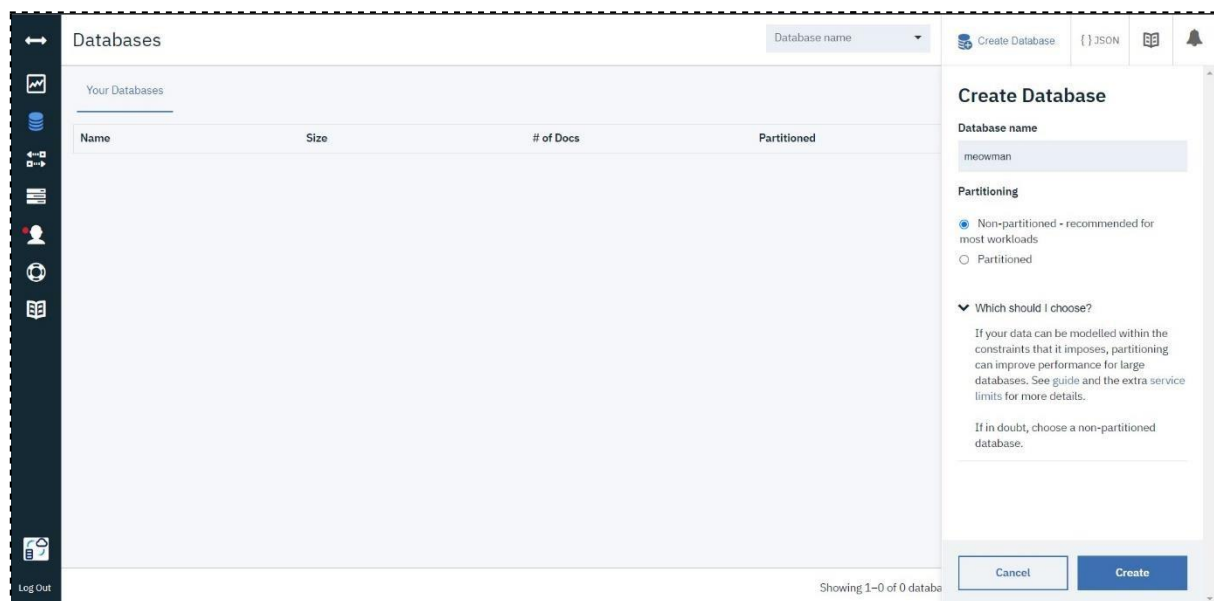 Databases
Database name
Create Database
{ } JSON
Your Databases
Name Size # of Docs Partitioned
Create Database
Database name
meowman
Partitioning
Non-partitioned - recommended for
most workloads
Partitioned
Which should I choose?
If your data can be modelled within the
constraints that it imposes, partitioning
can improve performance for large
databases. See guide and the extra service
limits for more details.
If in doubt, choose a non-partitioned
database.
Cancel
Create
Log Out
Showing 1–0 of 0 databa